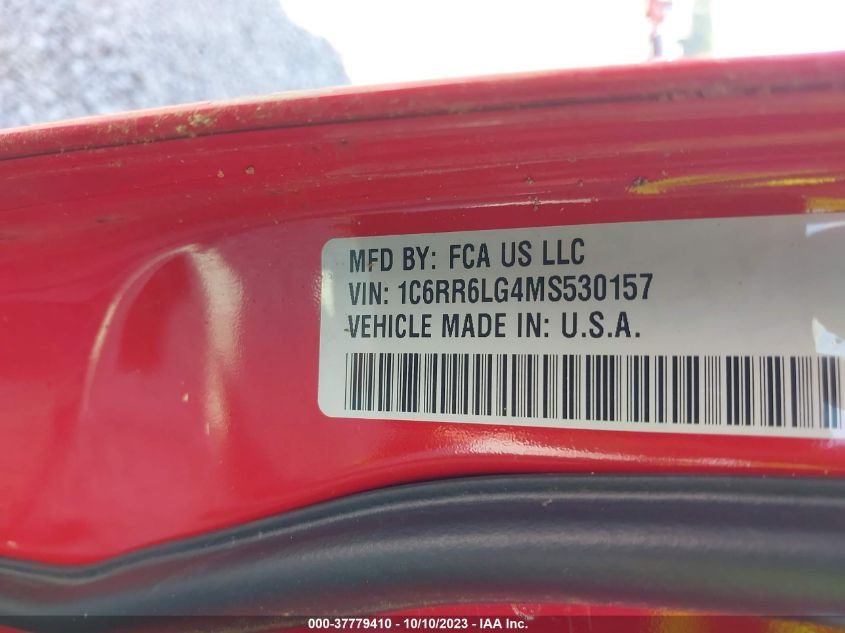 MFD BY: FCA US LLC
VIN: 1C6RR6LG4MS530157
VEHICLE MADE IN: U.S.A.
000-37779410 - 10/10/2023 - IAA Inc.